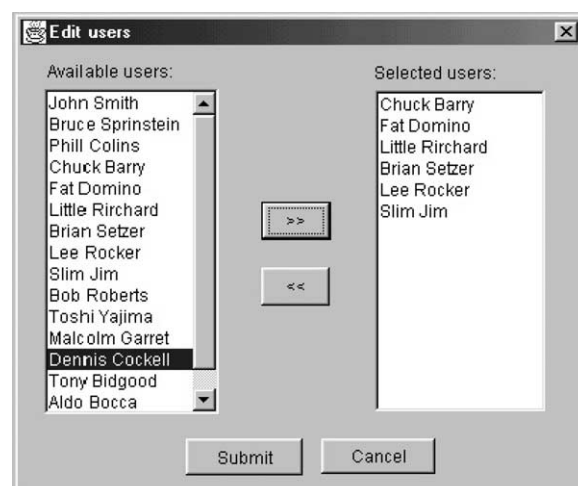 Edit users
Available users:
John Smith
Bruce Sprinstein
Phill Colins
Chuck Barry
Fat Domino
Little Rirchard
Brian Setzer
Lee Rocker
Slim Jim
Bob Roberts
Toshi Yajima
Malcolm Garret
Dennis Cockell
Tony Bidgood
Aldo Bocca
>>
<<
Selected users:
Chuck Barry
Fat Domino
Little Rirchard
Brian Setzer
Lee Rocker
Slim Jim
Submit
Cancel